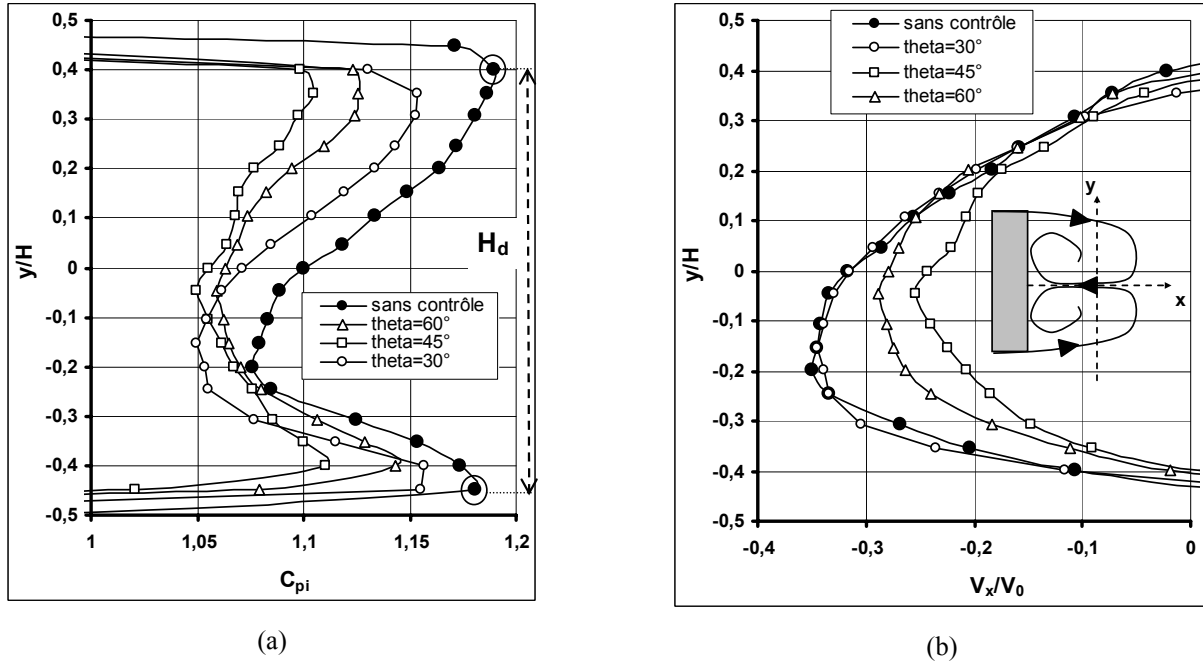 0,5
0,4
0,3
0,2
0,1
0
-0,1
-0,2
-0,3
-0,4
-0,5
y/H
1
1,05
1,1
1,15
1,2
C_pi
H_d
sans contrôle
theta=60°
theta=45°
theta=30°
(a)
0,5
0,4
0,3
0,2
0,1
0
-0,1
-0,2
-0,3
-0,4
-0,5
y/H
-0,4
-0,3
-0,2
-0,1
0
V_x/V_0
sans contrôle
theta=30°
theta=45°
theta=60°
y
x
(b)